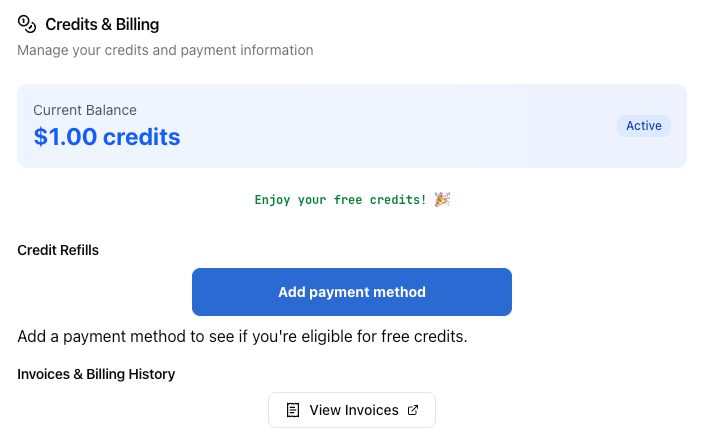 Credits & Billing
Manage your credits and payment information
Current Balance
$1.00 credits
Active
Enjoy your free credits! 🎉
Credit Refills
Add payment method
Add a payment method to see if you're eligible for free credits.
Invoices & Billing History
View Invoices